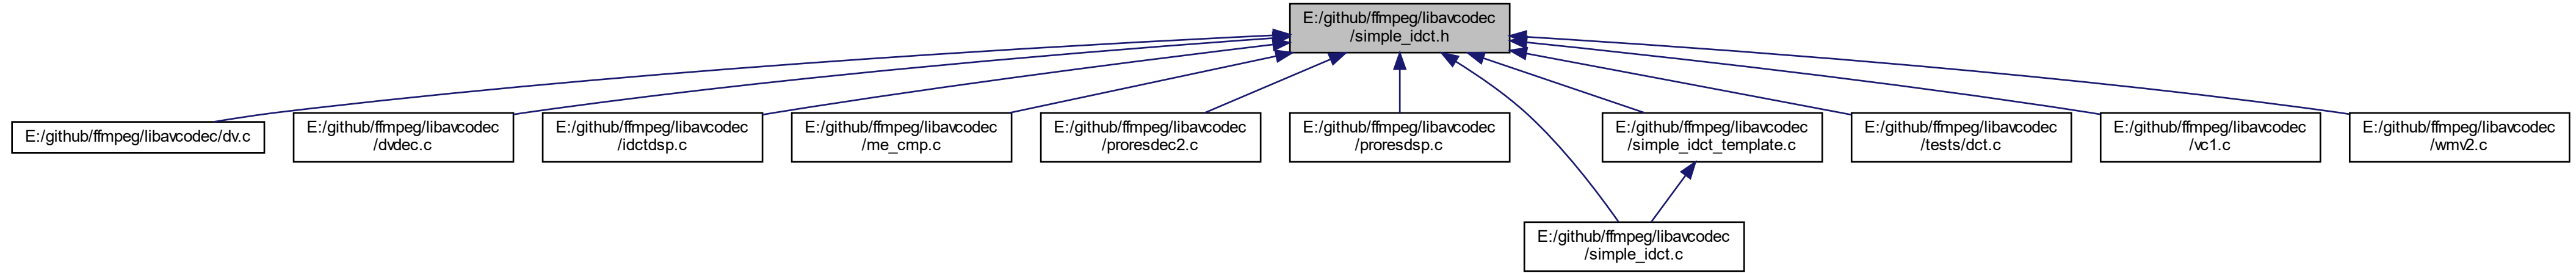 E:/github/ffmpeg/libavcodec
/simple_idct.h
E:/github/ffmpeg/libavcodec/dv.c
E:/github/ffmpeg/libavcodec
/dvdec.c
E:/github/ffmpeg/libavcodec
/idctdsp.c
E:/github/ffmpeg/libavcodec
/me_cmp.c
E:/github/ffmpeg/libavcodec
/proresdec2.c
E:/github/ffmpeg/libavcodec
/proresdsp.c
E:/github/ffmpeg/libavcodec
/simple_idct_template.c
E:/github/ffmpeg/libavcodec
/tests/dct.c
E:/github/ffmpeg/libavcodec
/vc1.c
E:/github/ffmpeg/libavcodec
/wmv2.c
E:/github/ffmpeg/libavcodec
/simple_idct.c